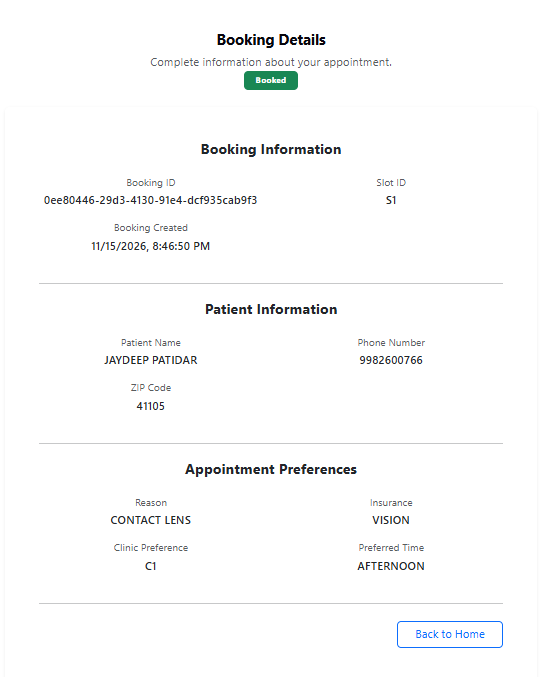 Booking Details
Complete information about your appointment.
Booked
Booking Information
Booking ID
0ee80446-29d3-4130-91e4-dcf935cab9f3
Slot ID
S1
Booking Created
11/15/2026, 8:46:50 PM
Patient Information
Patient Name
JAYDEEP PATIDAR
Phone Number
9982600766
ZIP Code
41105
Appointment Preferences
Reason
CONTACT LENS
Insurance
VISION
Clinic Preference
C1
Preferred Time
AFTERNOON
Back to Home